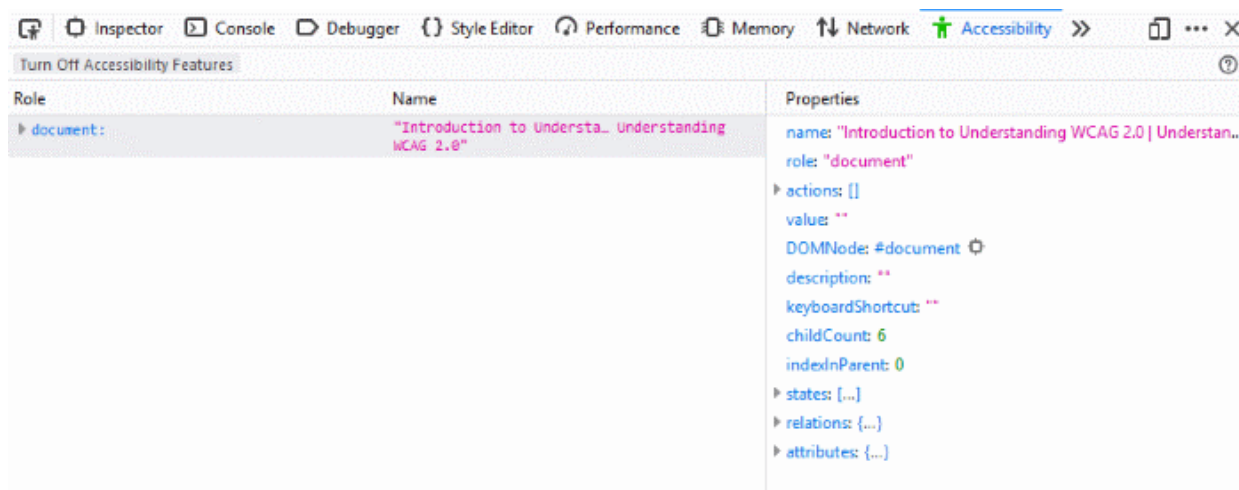 Inspector Console Debugger {} Style Editor Performance Memory Network Accessibility
Turn Off Accessibility Features
Role Name Properties
document: "Introduction to Understa… Understanding
WCAG 2.0"
name: "Introduction to Understanding WCAG 2.0 | Understan...
role: "document"
actions: []
value: ""
DOMNode: #document
description: ""
keyboardShortcut: ""
childCount: 6
indexInParent: 0
states: […]
relations: {…}
attributes: {…}